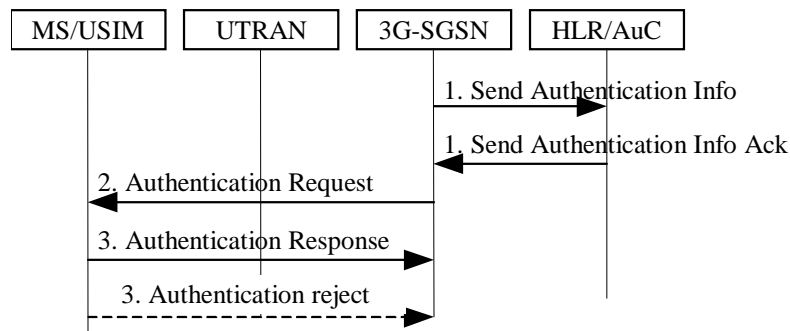 MS/USIM UTRAN 3G-SGSN HLR/AuC
1. Send Authentication Info
1. Send Authentication Info Ack
2. Authentication Request
3. Authentication Response
3. Authentication reject